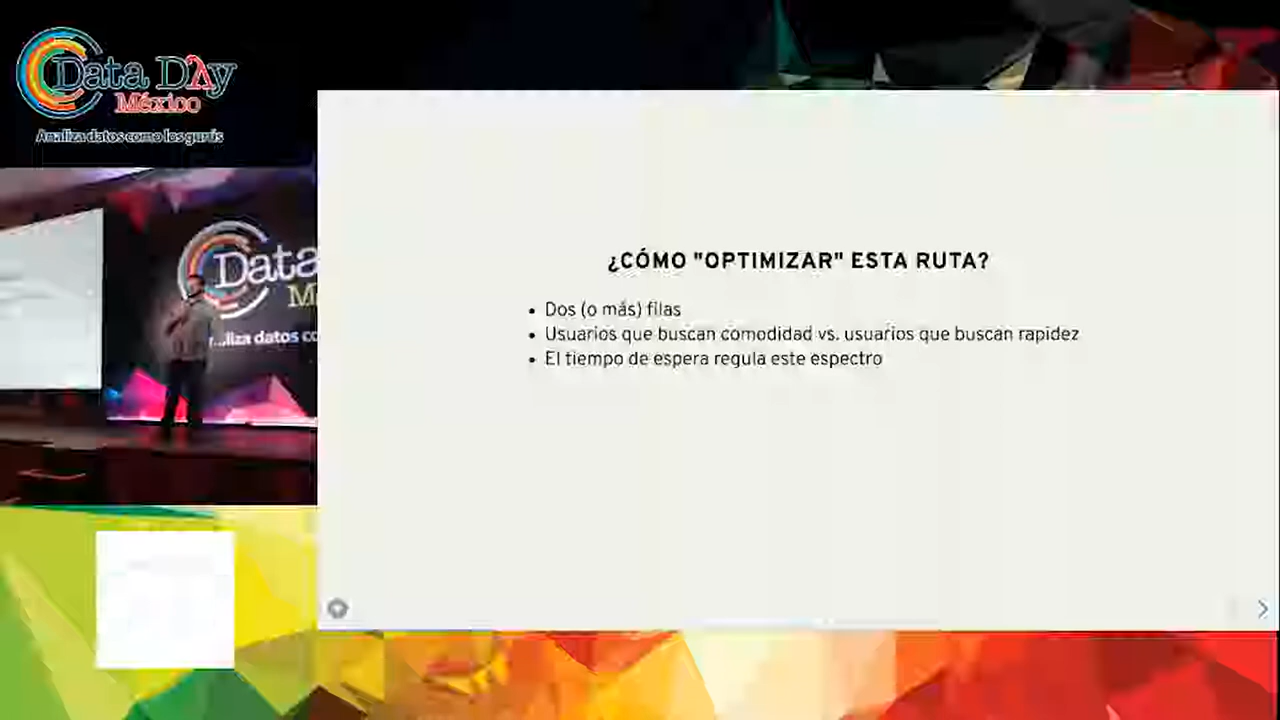 Data Day
México
Analiza datos como los gurús
Data
M
liza datos co
¿CÓMO "OPTIMIZAR" ESTA RUTA?
• Dos (o más) filas
• Usuarios que buscan comodidad vs. usuarios que buscan rapidez
• El tiempo de espera regula este espectro